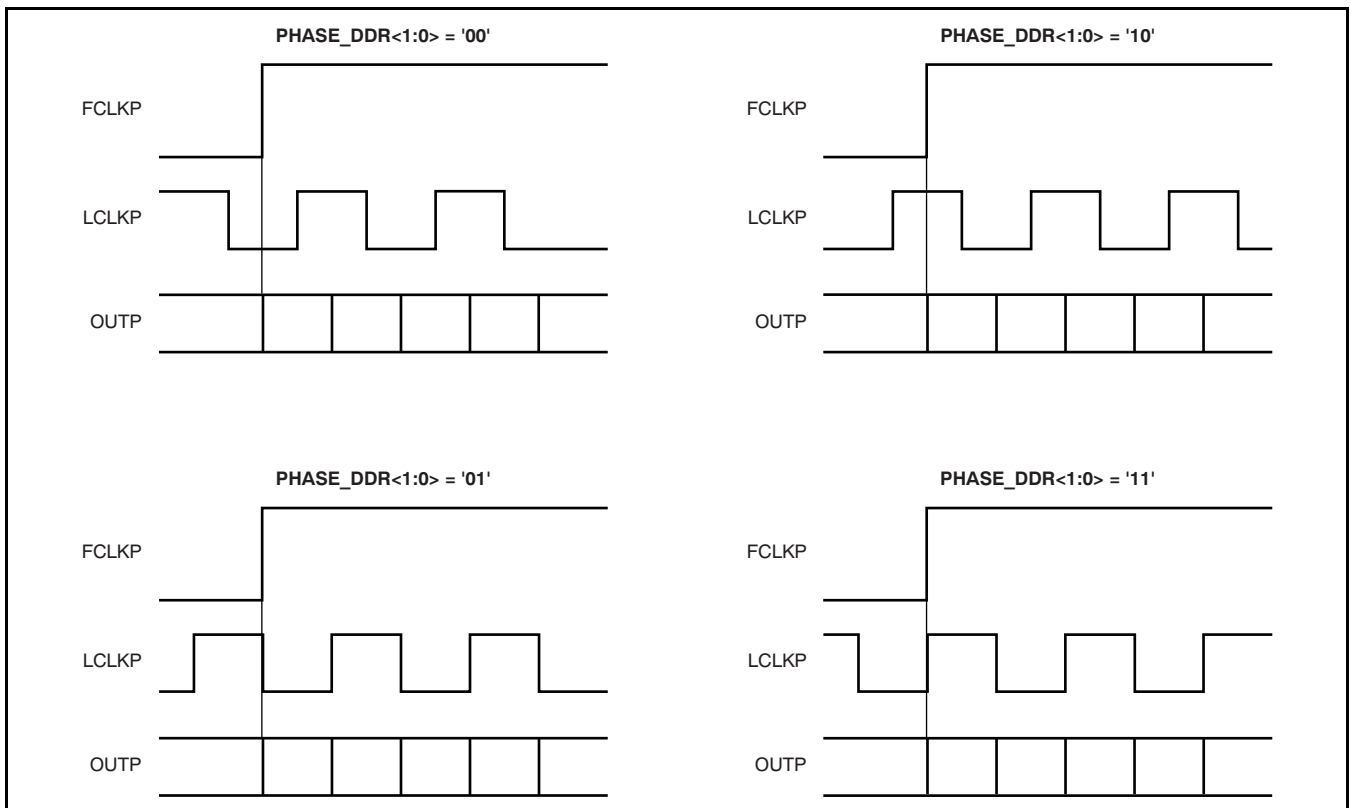 PHASE_DDR<1:0> = '00'
FCLKP
LCLKP
OUTP
PHASE_DDR<1:0> = '10'
FCLKP
LCLKP
OUTP
PHASE_DDR<1:0> = '01'
FCLKP
LCLKP
OUTP
PHASE_DDR<1:0> = '11'
FCLKP
LCLKP
OUTP